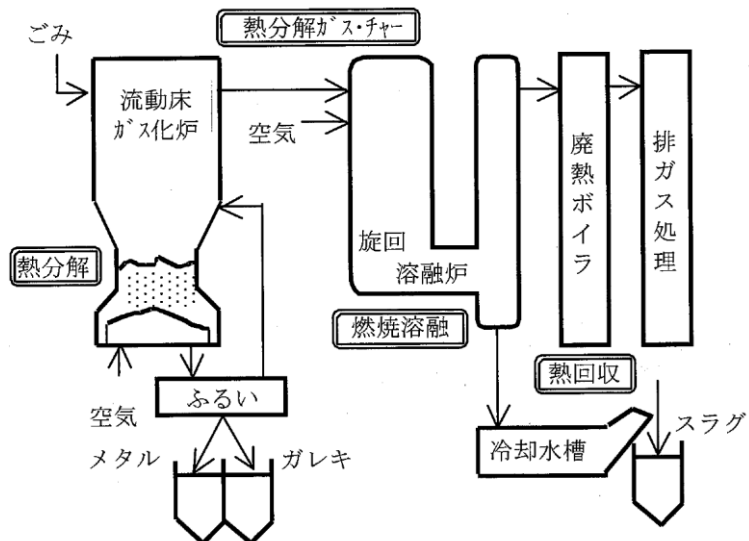 熱分解ｶﾞｽ・ﾁｬｰ
ごみ
流動床
ｶﾞｽ化炉
空気
廃熱ボイラ
排ガス処理
旋回
溶融炉
熱分解
燃焼溶融
熱回収
空気
ふるい
メタル
ガレキ
冷却水槽
スラグ